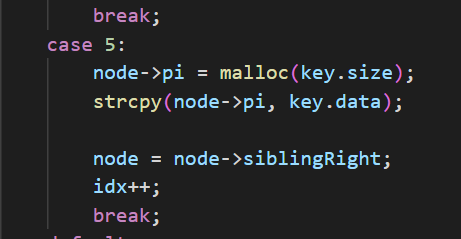 break;
case 5:
node->pi = malloc(key.size);
strcpy(node->pi, key.data);
node = node->siblingRight;
idx++;
break;